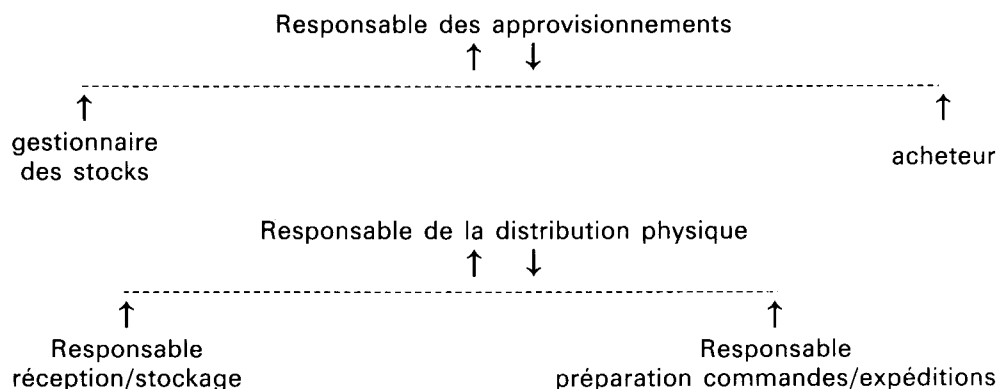 Responsable des approvisionnements
gestionnaire
des stocks
acheteur
Responsable de la distribution physique
Responsable
réception/stockage
Responsable
préparation commandes/expéditions